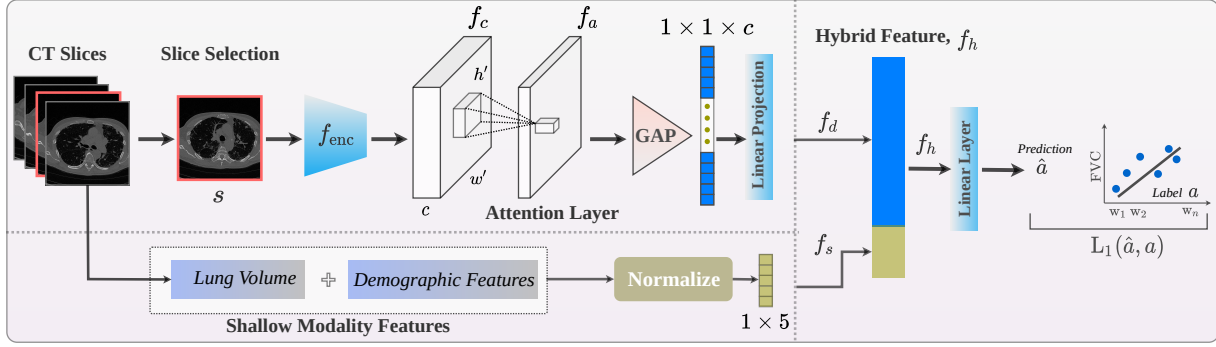 CT Slices
Slice Selection
s
f_enc
f_c
h′
w′
c
f_a
Attention Layer
GAP
1 × 1 × c
Linear Projection
f_d
Hybrid Feature, f_h
f_h
Linear Layer
Prediction
â
FVC
Label a
w_1 w_2 w_n
L_1(â, a)
Lung Volume + Demographic Features
Shallow Modality Features
Normalize
1 × 5
f_s